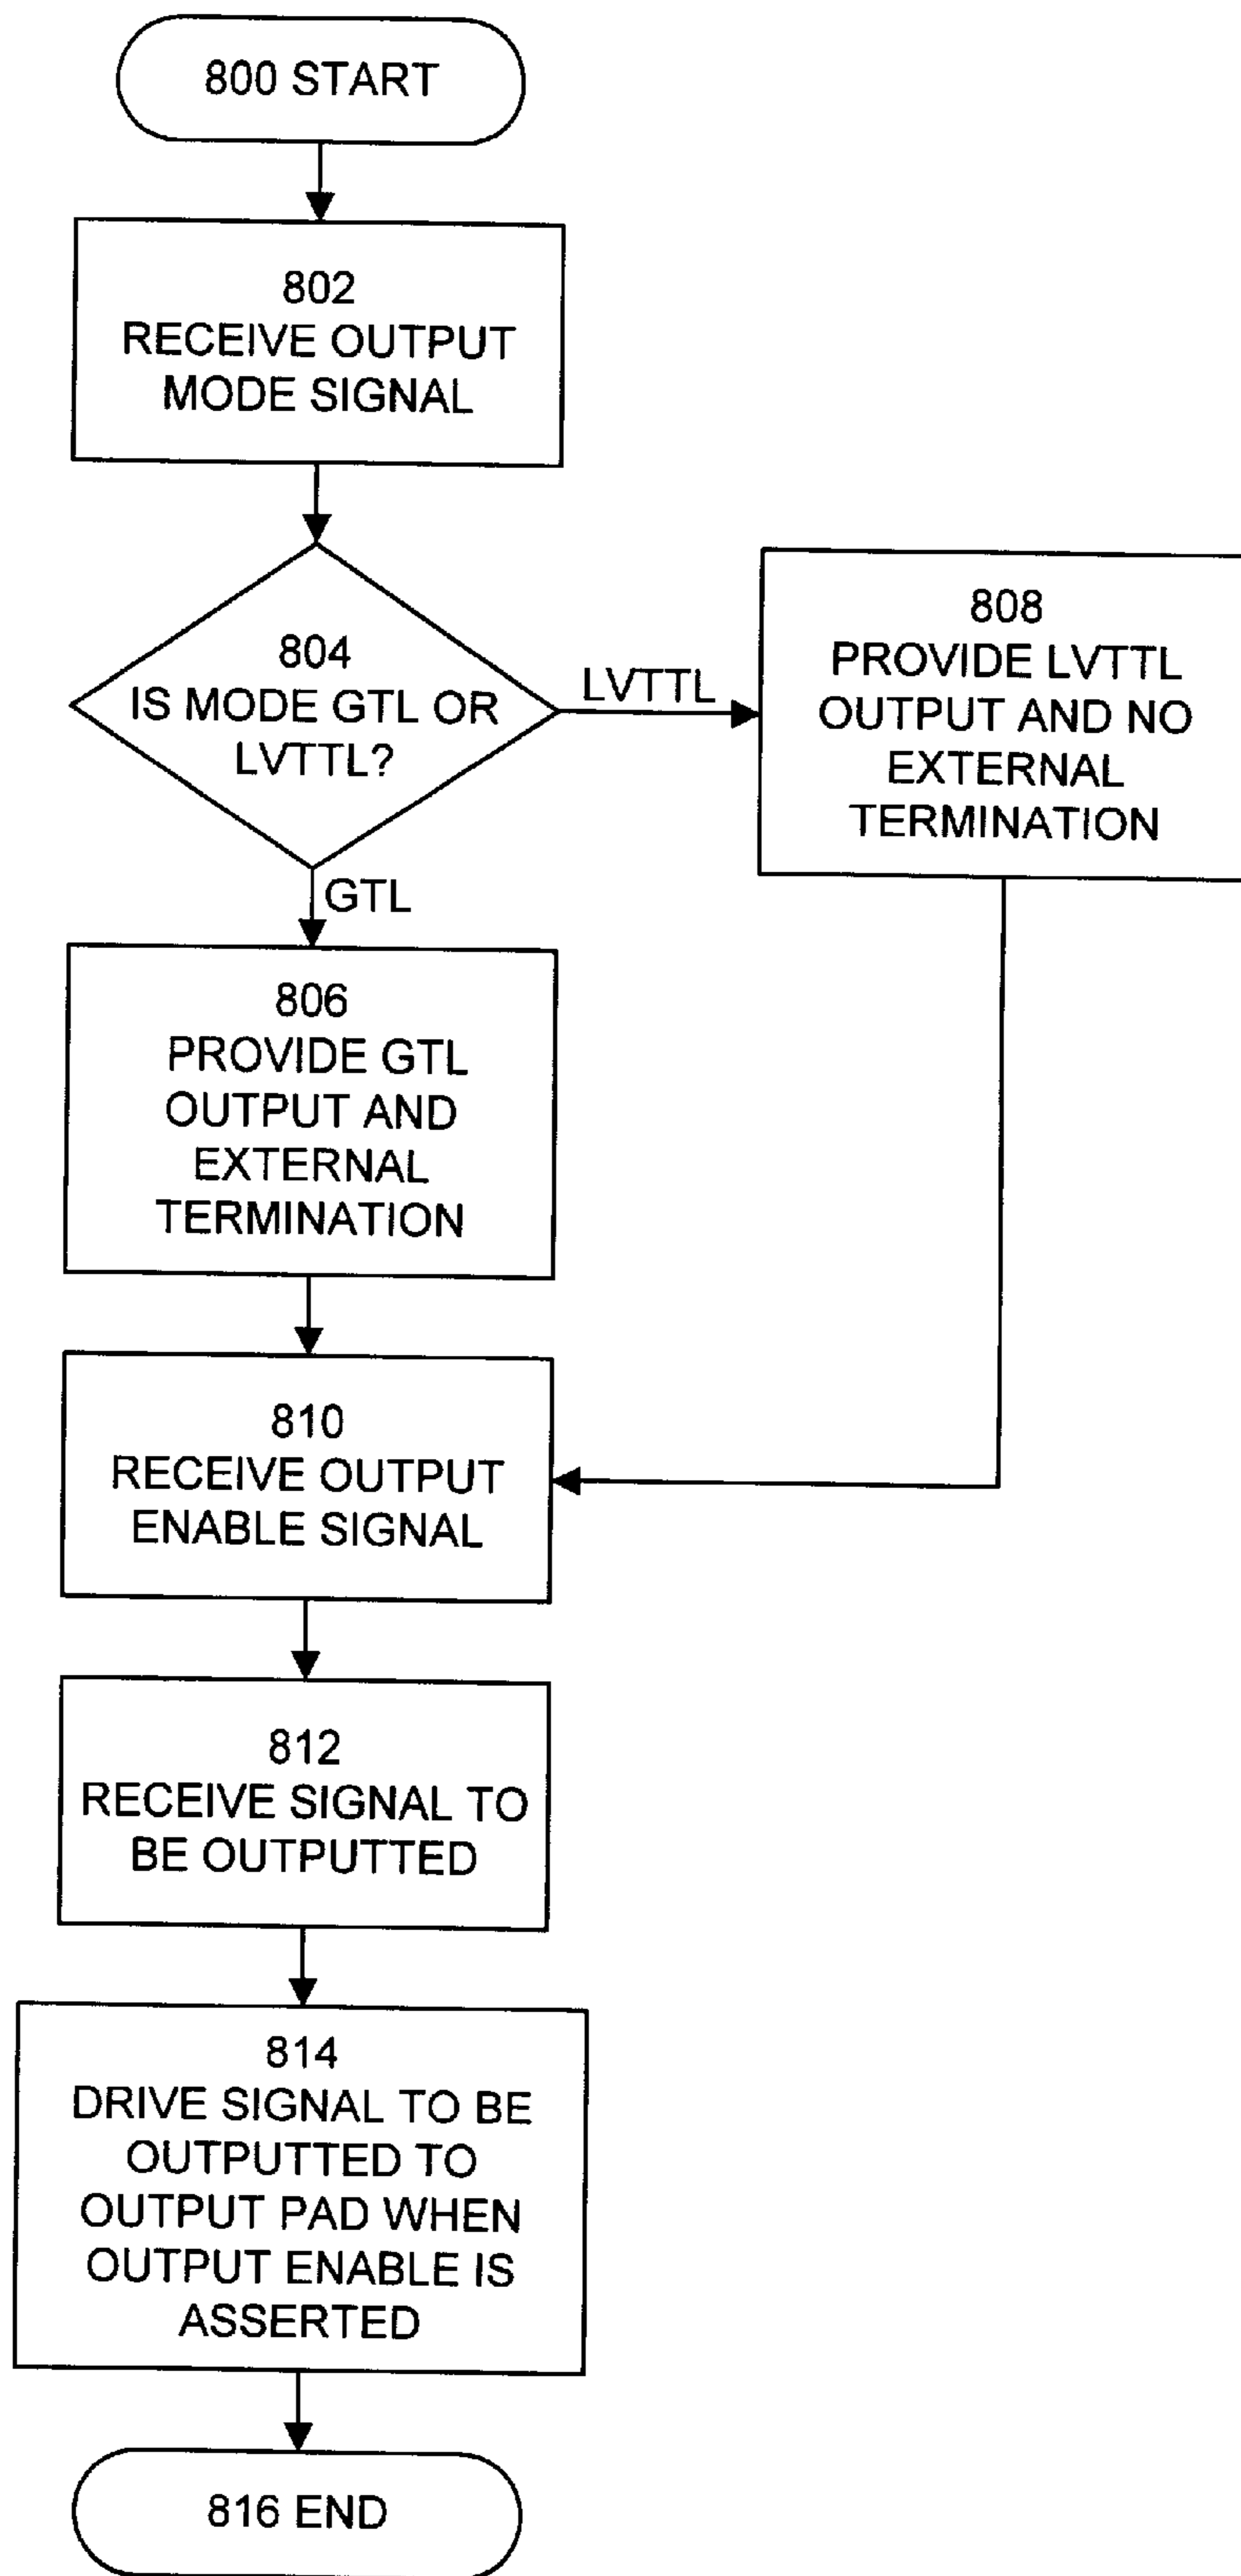 800 START
802
RECEIVE OUTPUT
MODE SIGNAL
804
IS MODE GTL OR
LVTTL?
LVTTL
808
PROVIDE LVTTL
OUTPUT AND NO
EXTERNAL
TERMINATION
GTL
806
PROVIDE GTL
OUTPUT AND
EXTERNAL
TERMINATION
810
RECEIVE OUTPUT
ENABLE SIGNAL
812
RECEIVE SIGNAL TO
BE OUTPUTTED
814
DRIVE SIGNAL TO BE
OUTPUTTED TO
OUTPUT PAD WHEN
OUTPUT ENABLE IS
ASSERTED
816 END